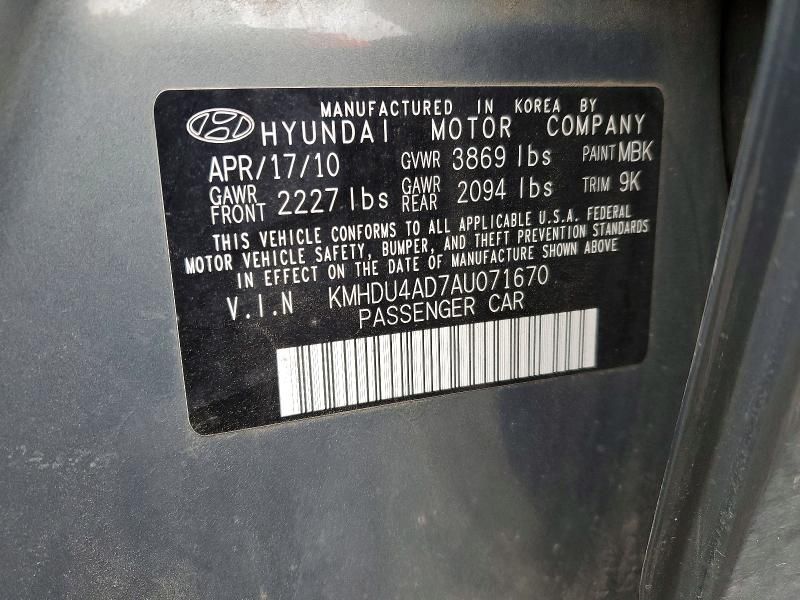 MANUFACTURED IN KOREA BY
HYUNDAI MOTOR COMPANY
APR/17/10 GVWR 3869 lbs PAINT MBK
GAWR FRONT 2227 lbs GAWR REAR 2094 lbs TRIM 9K
THIS VEHICLE CONFORMS TO ALL APPLICABLE U.S.A. FEDERAL
MOTOR VEHICLE SAFETY, BUMPER, AND THEFT PREVENTION STANDARDS
IN EFFECT ON THE DATE OF MANUFACTURE SHOWN ABOVE
V.I.N KMHDU4AD7AU071670
PASSENGER CAR